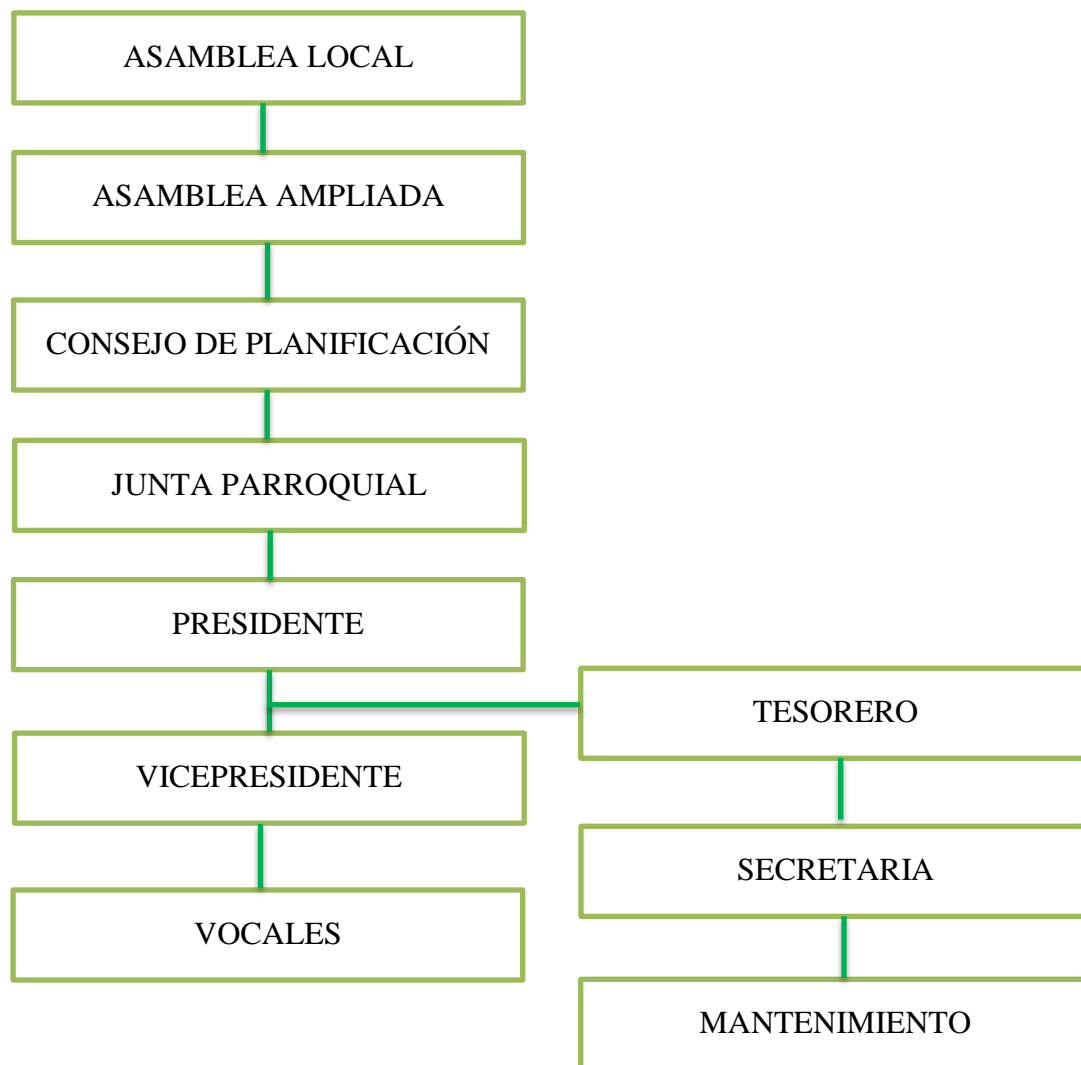 ASAMBLEA LOCAL
ASAMBLEA AMPLIADA
CONSEJO DE PLANIFICACIÓN
JUNTA PARROQUIAL
PRESIDENTE
TESORERO
VICEPRESIDENTE
SECRETARIA
VOCALES
MANTENIMIENTO